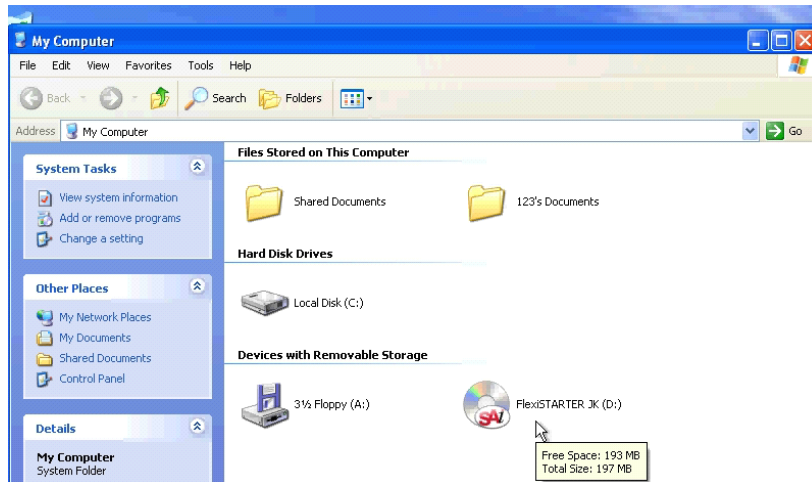 My Computer
File Edit View Favorites Tools Help
Back Search Folders
Address My Computer Go
System Tasks
View system information
Add or remove programs
Change a setting
Other Places
My Network Places
My Documents
Shared Documents
Control Panel
Details
My Computer
System Folder
Files Stored on This Computer
Shared Documents 123's Documents
Hard Disk Drives
Local Disk (C:)
Devices with Removable Storage
3½ Floppy (A:) FlexiSTARTER JK (D:)
SAi
Free Space: 193 MB
Total Size: 197 MB